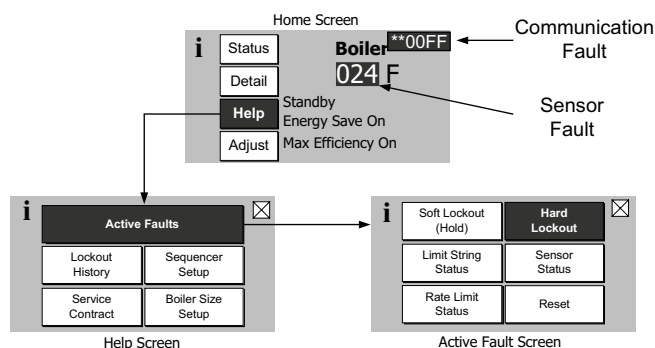 Home Screen
i
Status
Boiler
**00FF
Communication
Fault
Detail
024 F
Help
Standby
Energy Save On
Sensor
Fault
Adjust
Max Efficiency On
i
Active Faults
Lockout
History
Sequencer
Setup
Service
Contract
Boiler Size
Setup
Help Screen
i
Soft Lockout
(Hold)
Hard
Lockout
Limit String
Status
Sensor
Status
Rate Limit
Status
Reset
Active Fault Screen